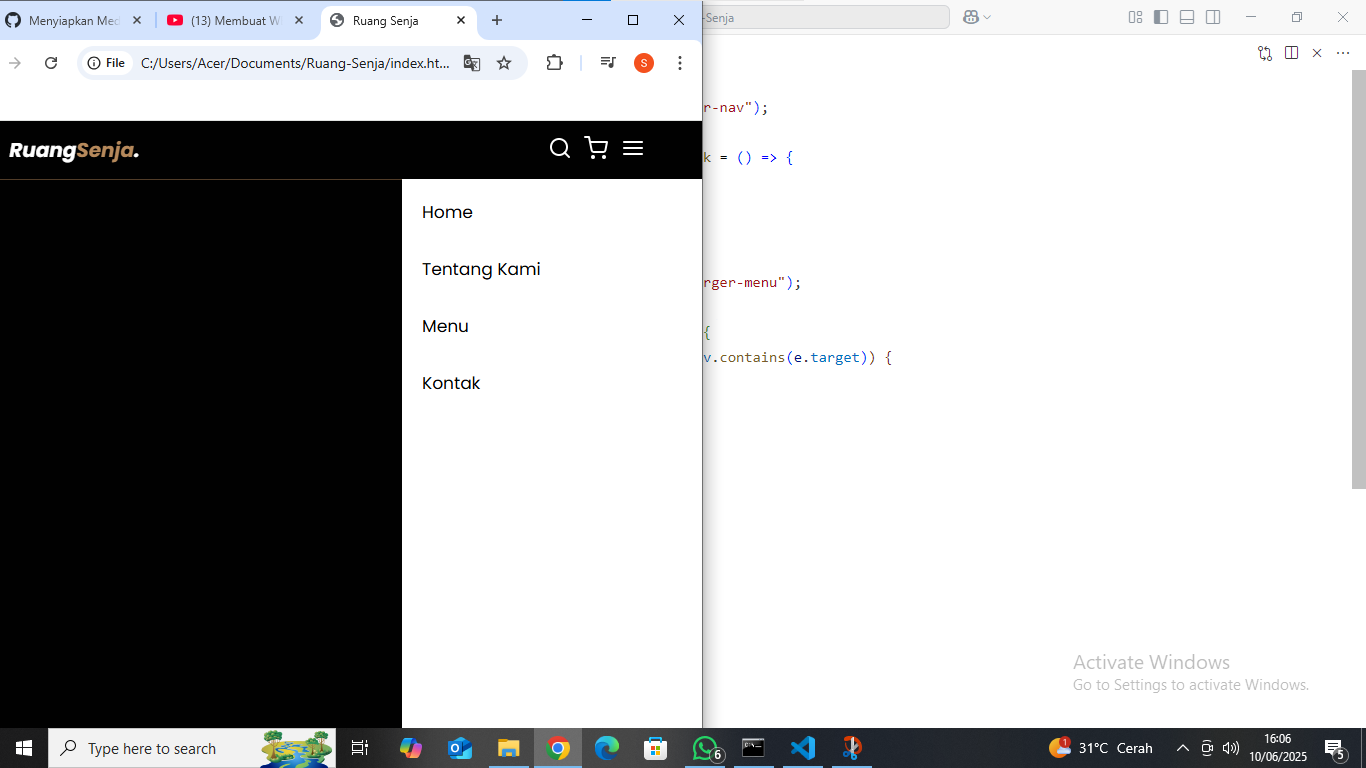 Menyiapkan Med
(13) Membuat W
Ruang Senja
-Senja
File
C:/Users/Acer/Documents/Ruang-Senja/index.ht...
S
r-nav");
RuangSenja.
k = () => {
Home
Tentang Kami
rger-menu");
Menu
{
v.contains(e.target)) {
Kontak
Activate Windows
Go to Settings to activate Windows.
Type here to search
6
1
31°C Cerah
16:06
10/06/2025
5